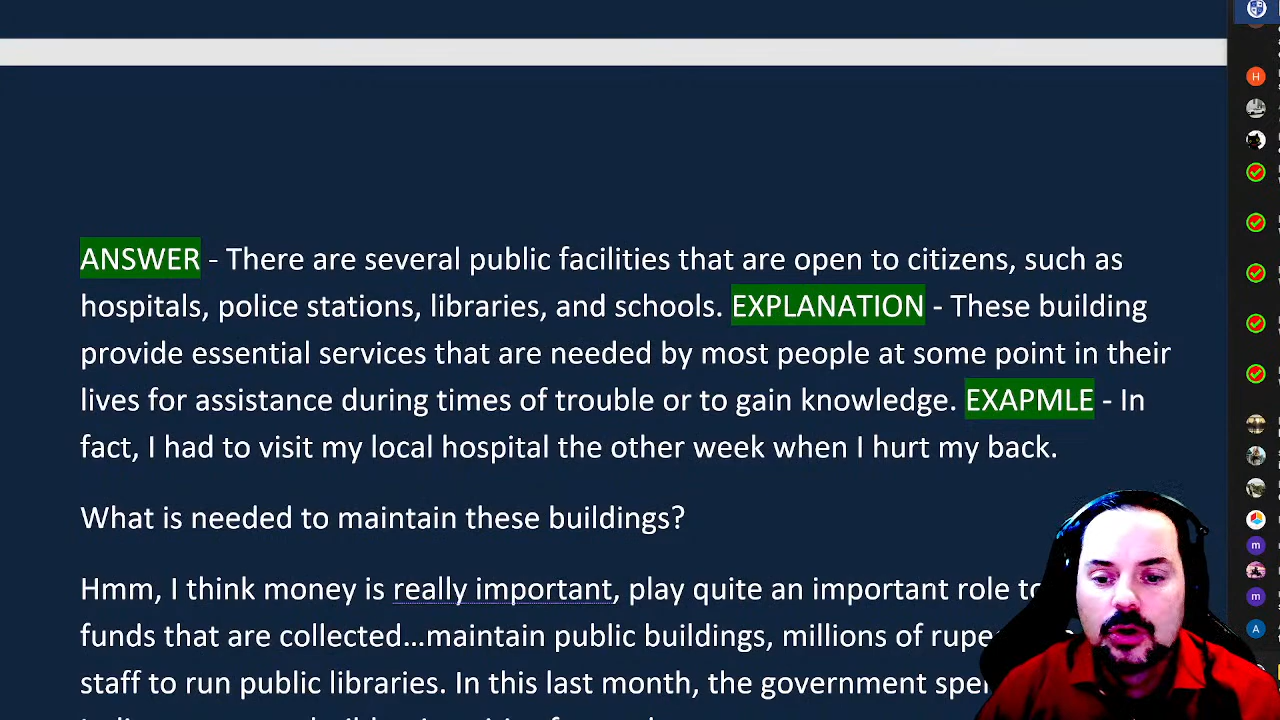 ANSWER - There are several public facilities that are open to citizens, such as
hospitals, police stations, libraries, and schools. EXPLANATION - These building
provide essential services that are needed by most people at some point in their
lives for assistance during times of trouble or to gain knowledge. EXAPMLE - In
fact, I had to visit my local hospital the other week when I hurt my back.
What is needed to maintain these buildings?
Hmm, I think money is really important, play quite an important role to
funds that are collected...maintain public buildings, millions of
staff to run public libraries. In this last month, the government
H
m
m
A